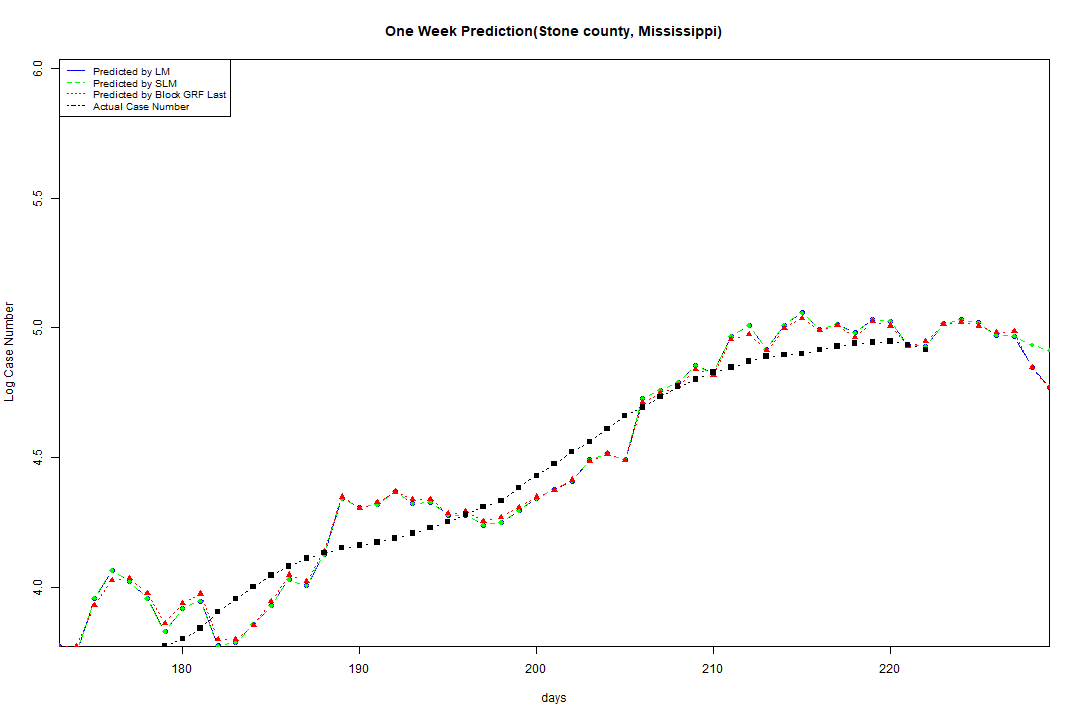 One Week Prediction(Stone county, Mississippi)
Predicted by LM
Predicted by SLM
Predicted by Block GRF Last
Actual Case Number
6.0
5.5
5.0
4.5
4.0
Log Case Number
180 190 200 210 220
days